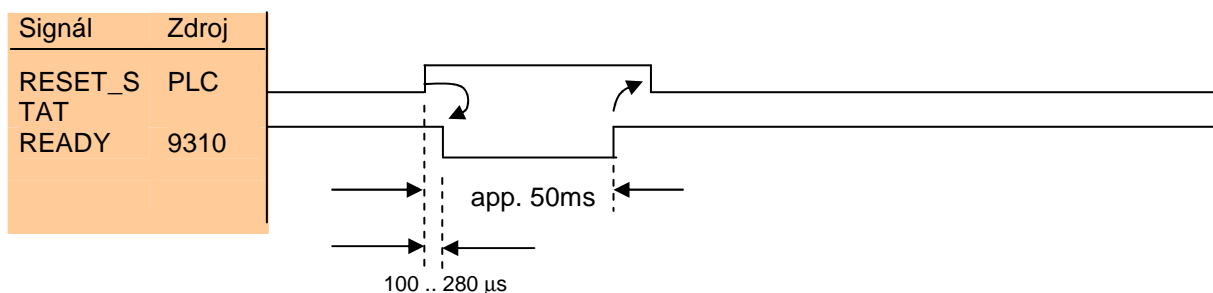 Signál Zdroj
RESET_S PLC
TAT
READY 9310
app. 50ms
100 .. 280 µs